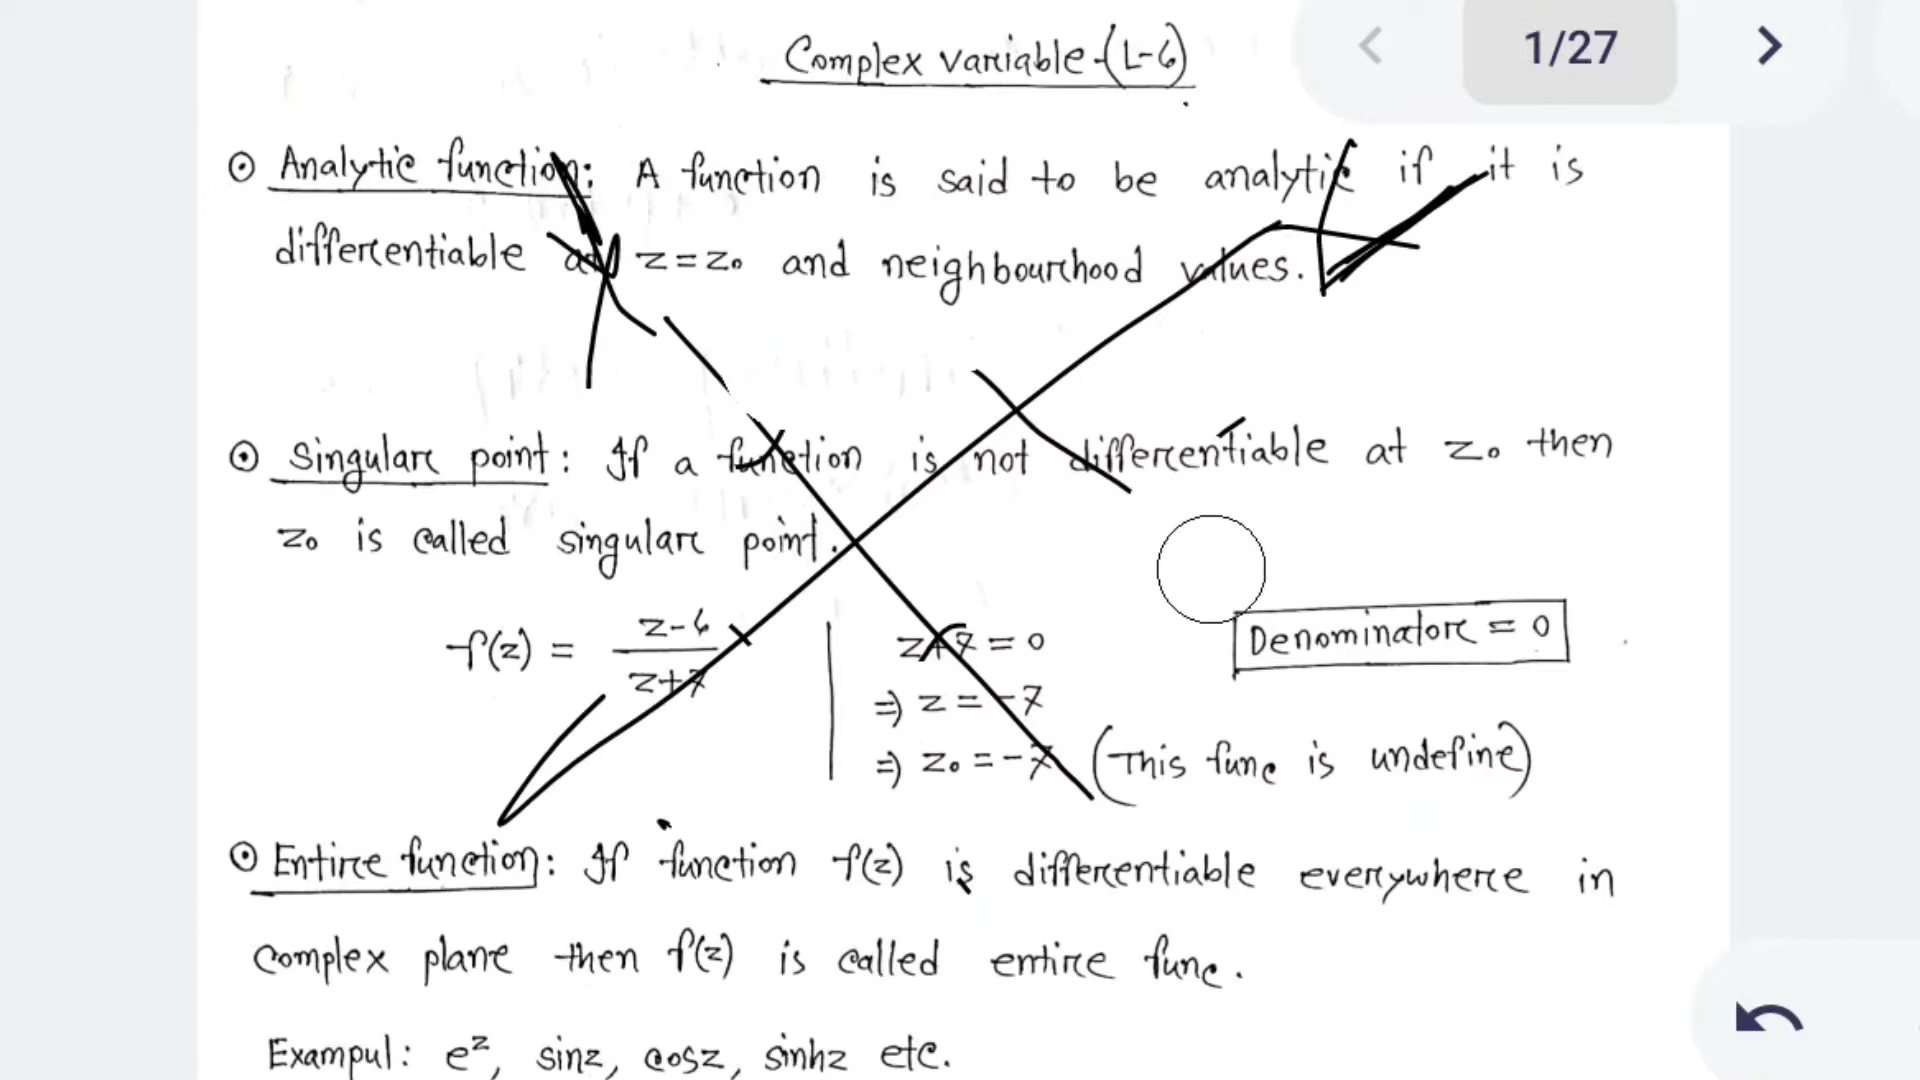 Complex variable-(L-6)
1/27
Analytic function: A function is said to be analytic if it is
differentiable at z=z₀ and neighbourhood values.
Singular point: If a function is not differentiable at z₀ then
z₀ is called singular point.
f(z) = z-6 / z+7
z+7 = 0
⇒ z = -7
⇒ z₀ = -7 (This func is undefine)
Denominator = 0
Entire function: If function f(z) is differentiable everywhere in
complex plane then f(z) is called entire func.
Exampul: e^z, sinz, cosz, sinhz etc.